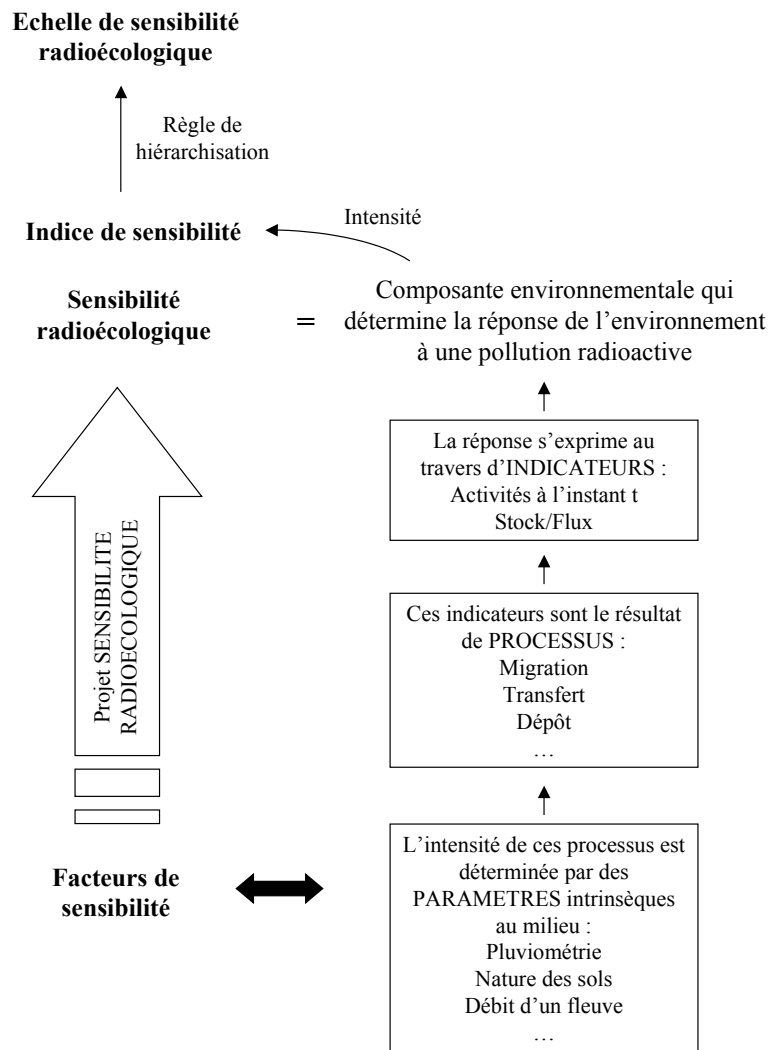 Echelle de sensibilité
radioécologique
Règle de
hiérarchisation
Intensité
Indice de sensibilité
Sensibilité
radioécologique
=
Composante environnementale qui
détermine la réponse de l’environnement
à une pollution radioactive
La réponse s’exprime au
travers d’INDICATEURS :
Activités à l’instant t
Stock/Flux
Projet SENSIBILITE
RADIOECOLOGIQUE
Ces indicateurs sont le résultat
de PROCESSUS :
Migration
Transfert
Dépôt
…
Facteurs de
sensibilité
L’intensité de ces processus est
déterminée par des
PARAMETRES intrinsèques
au milieu :
Pluviométrie
Nature des sols
Débit d’un fleuve
…